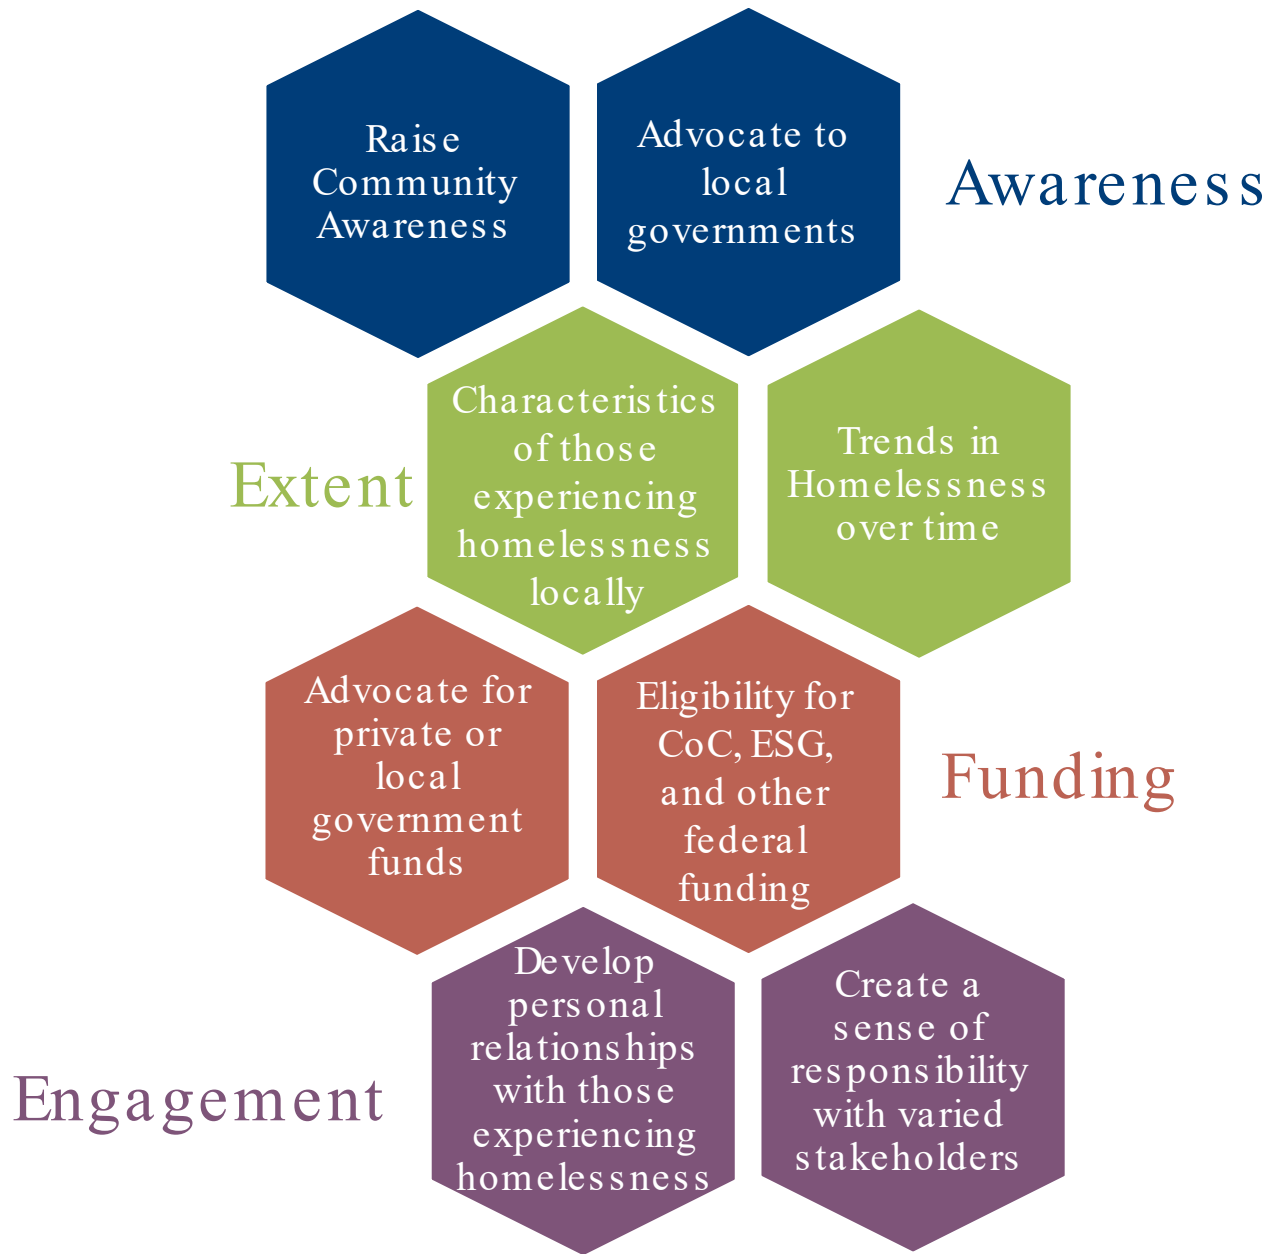 Raise
Community
Awareness
Advocate to
local
governments
Awareness
Extent
Characteristics
of those
experiencing
homelessness
locally
Trends in
Homelessness
over time
Advocate for
private or
local
government
funds
Eligibility for
CoC, ESG,
and other
federal
funding
Funding
Engagement
Develop
personal
relationships
with those
experiencing
homelessness
Create a
sense of
responsibility
with varied
stakeholders